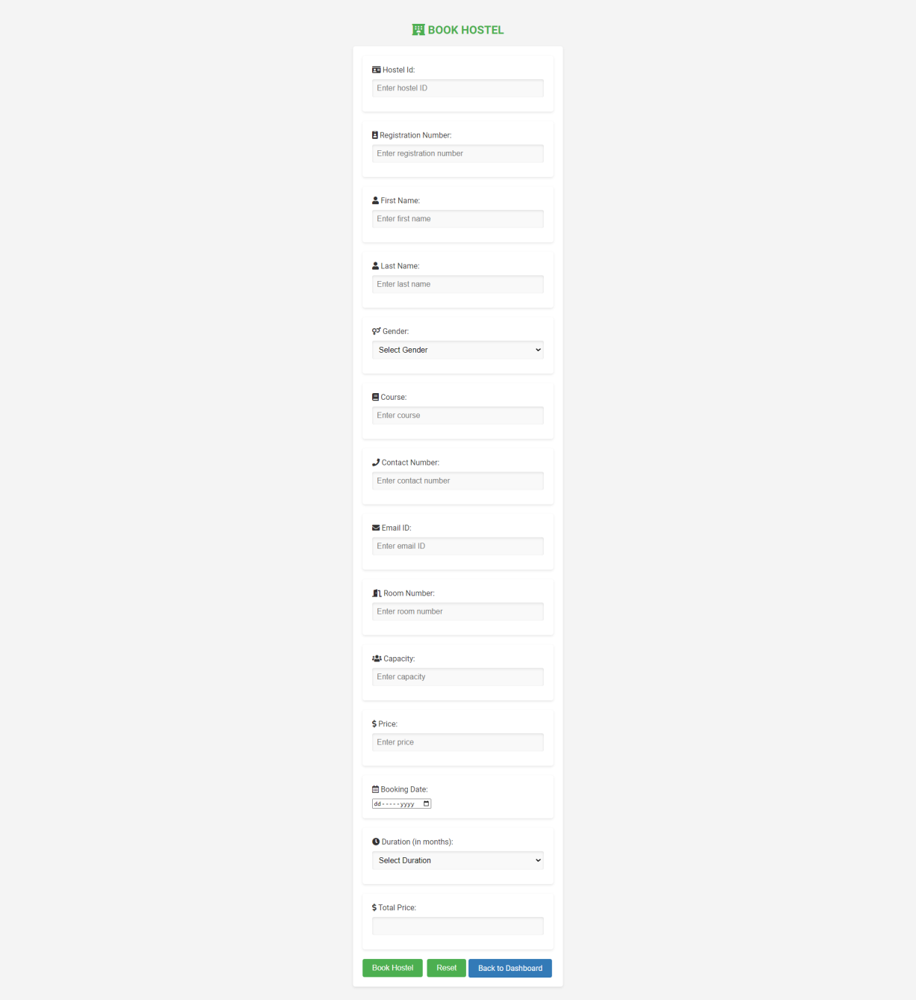 BOOK HOSTEL
Hostel Id:
Enter hostel ID
Registration Number:
Enter registration number
First Name:
Enter first name
Last Name:
Enter last name
Gender:
Select Gender
Course:
Enter course
Contact Number:
Enter contact number
Email ID:
Enter email ID
Room Number:
Enter room number
Capacity:
Enter capacity
Price:
Enter price
Booking Date:
dd-----yyyy
Duration (in months):
Select Duration
Total Price:
Book Hostel Reset Back to Dashboard